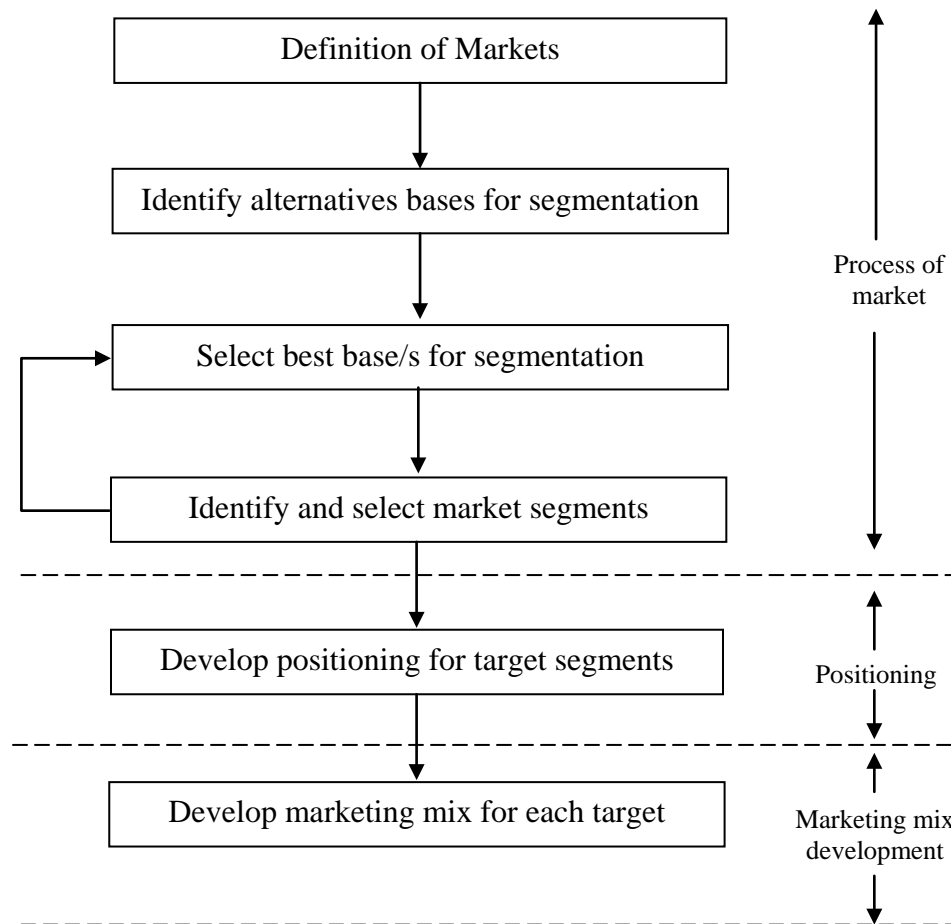 Definition of Markets
Identify alternatives bases for segmentation
Process of
market
Select best base/s for segmentation
Identify and select market segments
Develop positioning for target segments
Positioning
Develop marketing mix for each target
Marketing mix
development